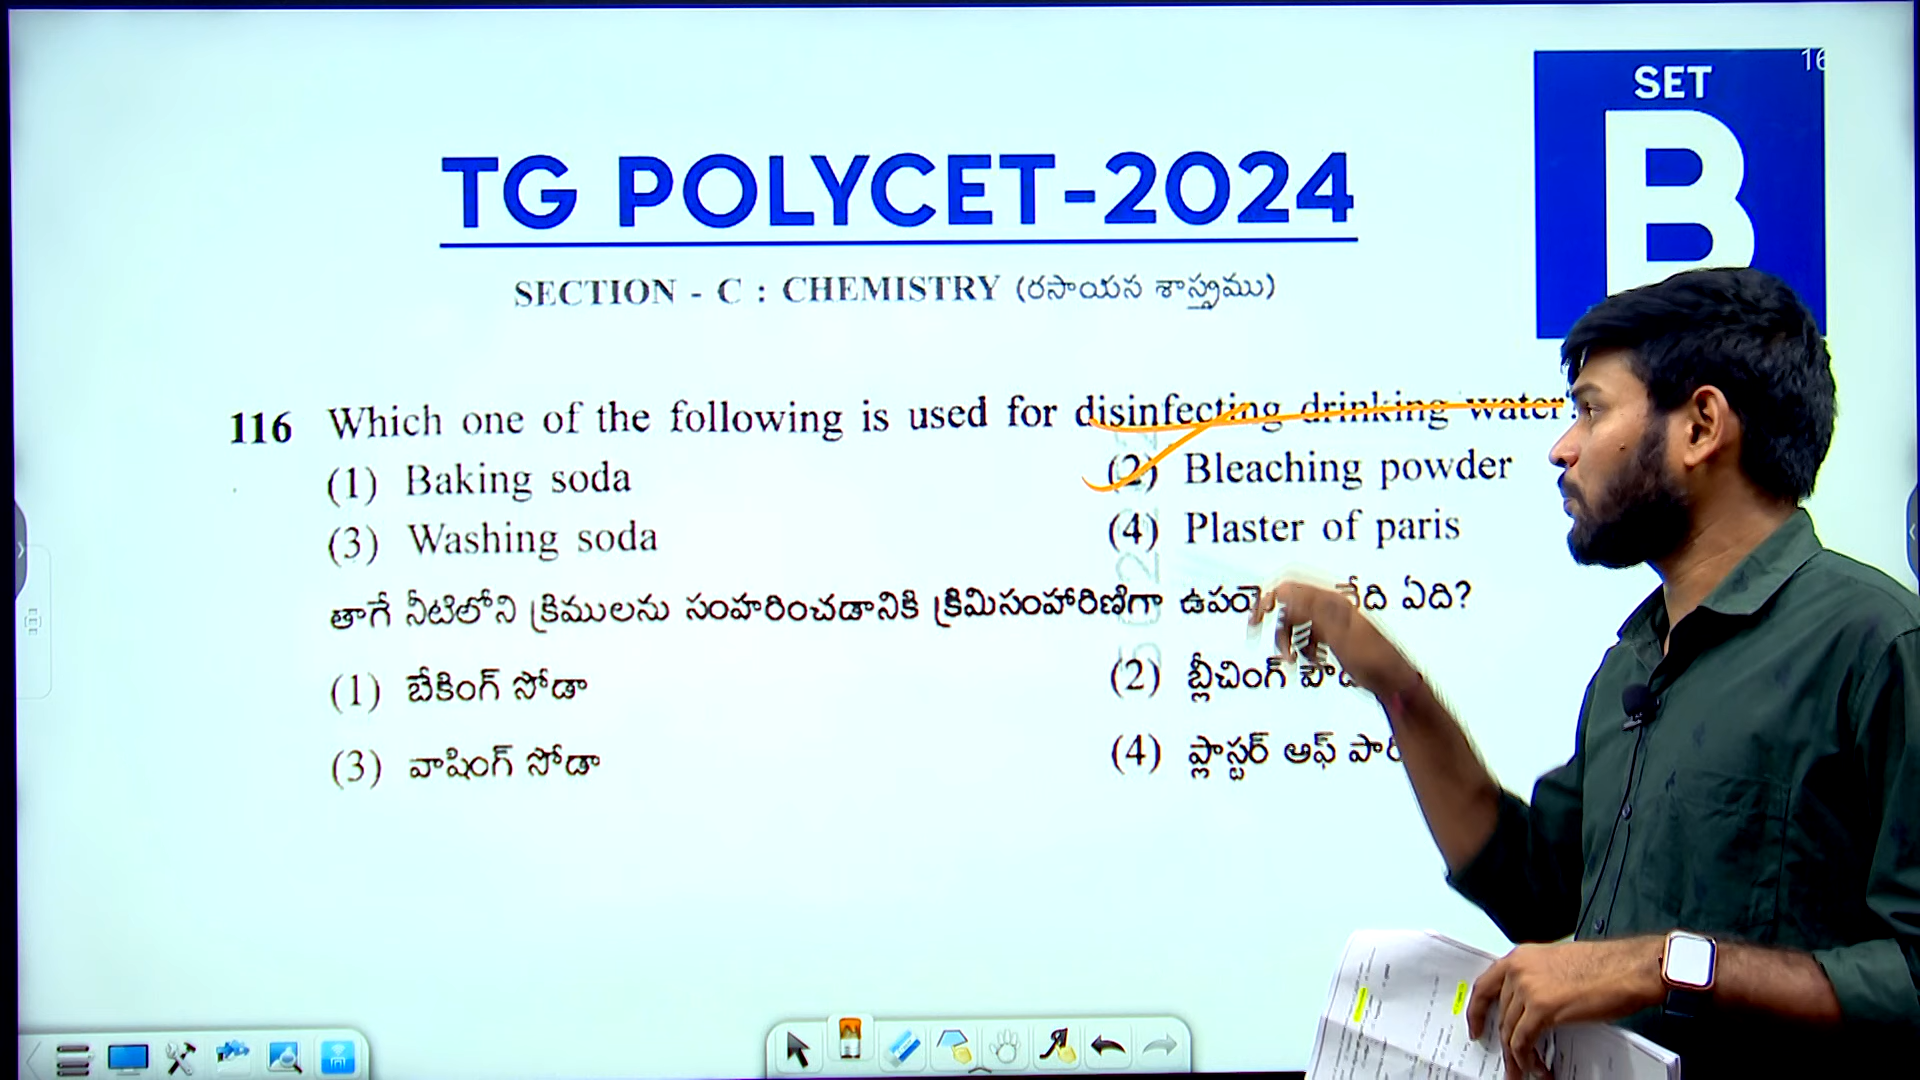 16
SET
B
TG POLYCET-2024
SECTION - C : CHEMISTRY (రసాయన శాస్త్రము)
116 Which one of the following is used for disinfecting drinking water?
(1) Baking soda (2) Bleaching powder
(3) Washing soda (4) Plaster of paris
తాగే నీటిలోని క్రిములను సంహరించడానికి క్రిమిసంహారిణిగా ఏది?
(1) బేకింగ్ సోడా (2) బ్లీచింగ్
(3) వాషింగ్ సోడా (4) ప్లాస్టర్ ఆఫ్